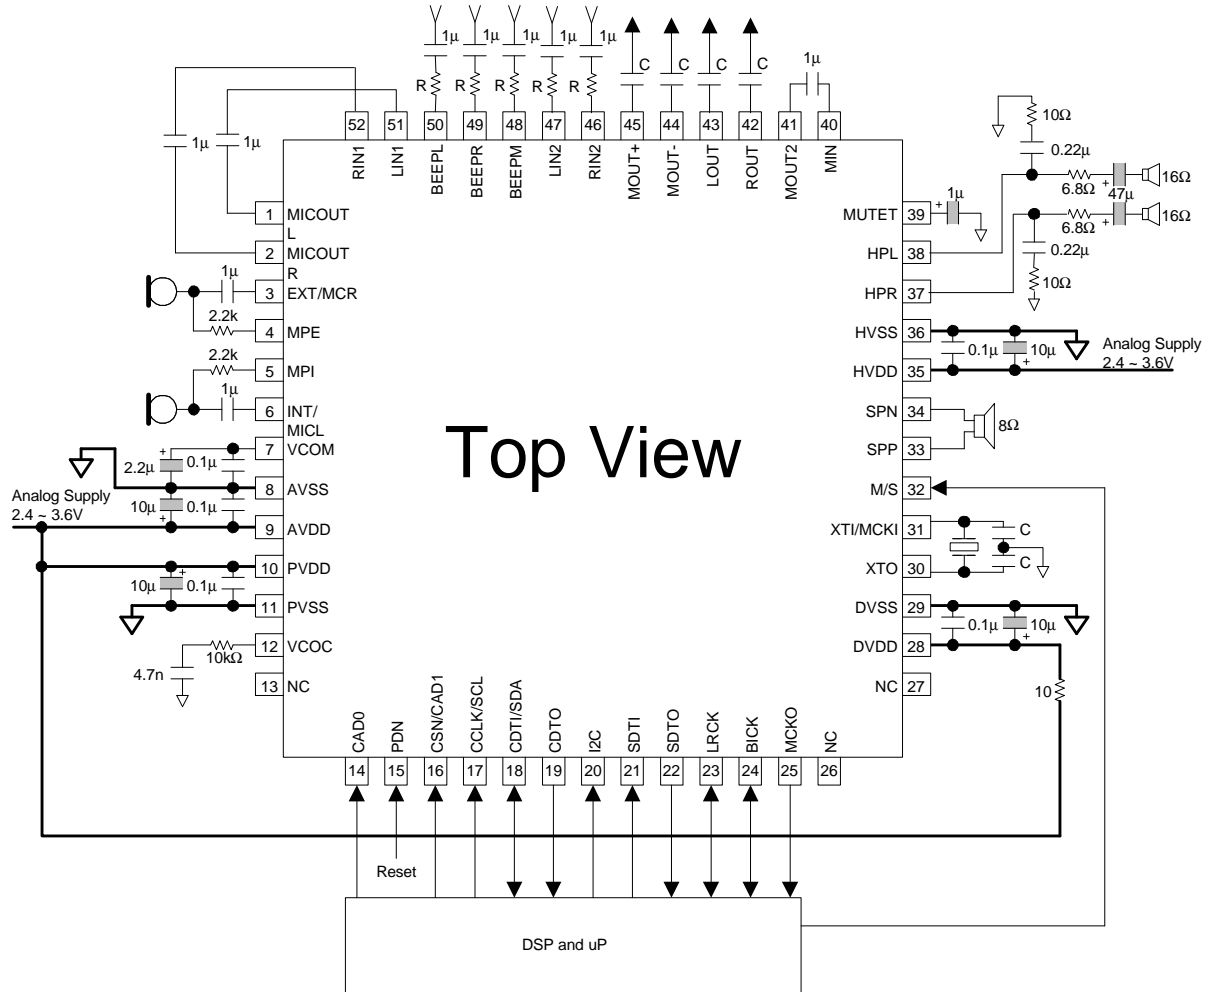 1μ 1μ 1μ 1μ 1μ
R R R R R
C C C C
1μ
1μ 1μ
52 51 50 49 48 47 46 45 44 43 42 41 40
RIN1 LIN1 BEEPL BEEPR BEEPM LIN2 RIN2 MOUT+ MOUT- LOUT ROUT MOUT2 MIN
10Ω
0.22μ
6.8Ω + 47μ 16Ω
6.8Ω + 16Ω
0.22μ
10Ω
1 MICOUT
L
2 MICOUT
R
1μ
3 EXT/MCR
2.2k
4 MPE
2.2k
5 MPI
1μ
6 INT/
MICL
7 VCOM
+
2.2μ 0.1μ
8 AVSS
Analog Supply
2.4 ~ 3.6V
10μ 0.1μ
+
9 AVDD
10 PVDD
+
10μ 0.1μ
11 PVSS
12 VCOC
10kΩ
4.7n
13 NC
Top View
MUTET 39
+ 1μ
HPL 38
HPR 37
HVSS 36
0.1μ 10μ
+
Analog Supply
2.4 ~ 3.6V
HVDD 35
SPN 34
8Ω
SPP 33
M/S 32
XTI/MCKI 31
C
C
XTO 30
DVSS 29
0.1μ 10μ
+
DVDD 28
NC 27
10
CAD0 PDN CSN/CAD1 CCLK/SCL CDTI/SDA CDTO I2C SDTI SDTO LRCK BICK MCKO NC
14 15 16 17 18 19 20 21 22 23 24 25 26
Reset
DSP and uP